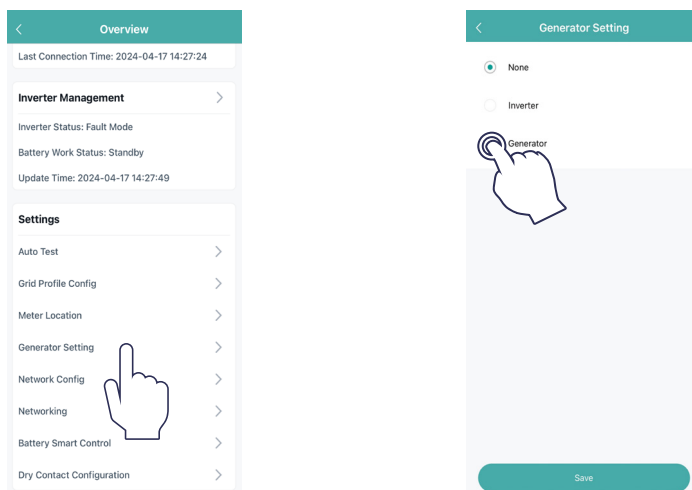 Overview
Last Connection Time: 2024-04-17 14:27:24
Inverter Management
Inverter Status: Fault Mode
Battery Work Status: Standby
Update Time: 2024-04-17 14:27:49
Settings
Auto Test
Grid Profile Config
Meter Location
Generator Setting
Network Config
Networking
Battery Smart Control
Dry Contact Configuration
Generator Setting
None
Inverter
Generator
Save